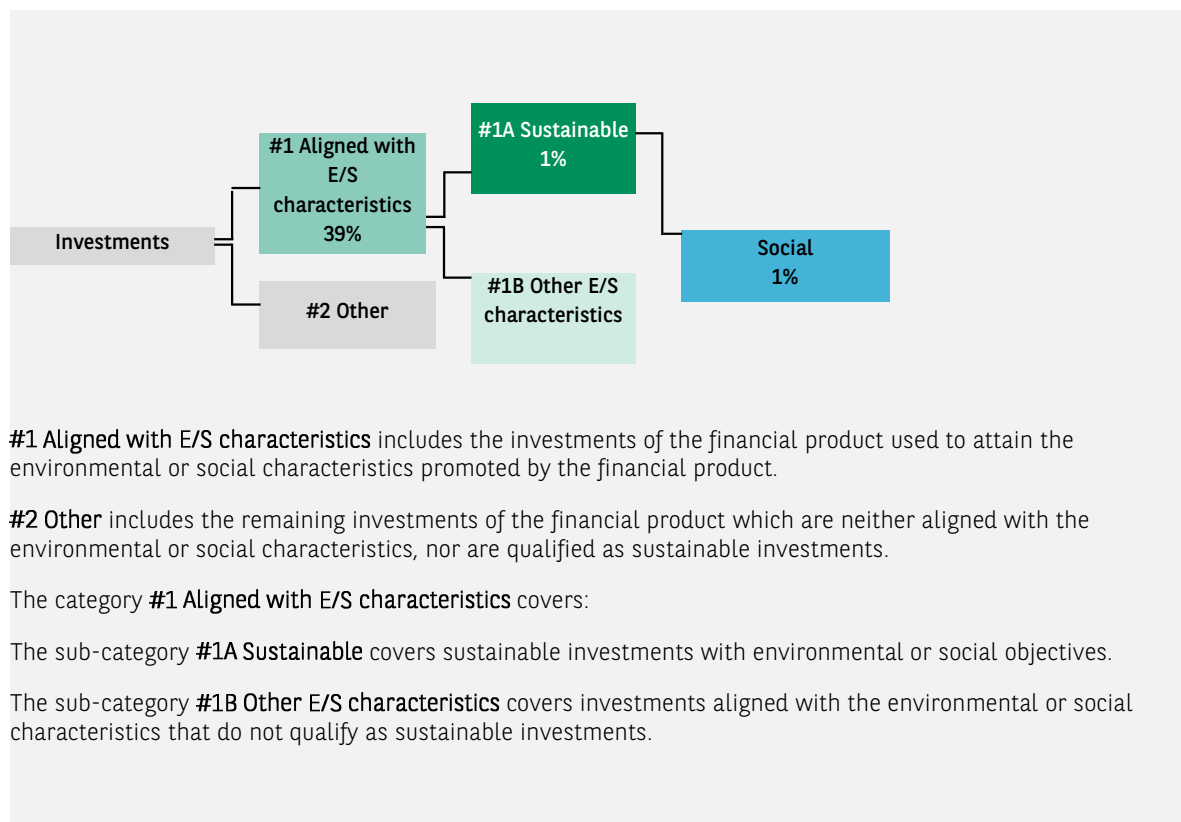 #1A Sustainable
1%
#1 Aligned with
E/S
characteristics
39%
Investments
Social
1%
#1B Other E/S
characteristics
#2 Other
#1 Aligned with E/S characteristics includes the investments of the financial product used to attain the
environmental or social characteristics promoted by the financial product.
#2 Other includes the remaining investments of the financial product which are neither aligned with the
environmental or social characteristics, nor are qualified as sustainable investments.
The category #1 Aligned with E/S characteristics covers:
The sub-category #1A Sustainable covers sustainable investments with environmental or social objectives.
The sub-category #1B Other E/S characteristics covers investments aligned with the environmental or social
characteristics that do not qualify as sustainable investments.